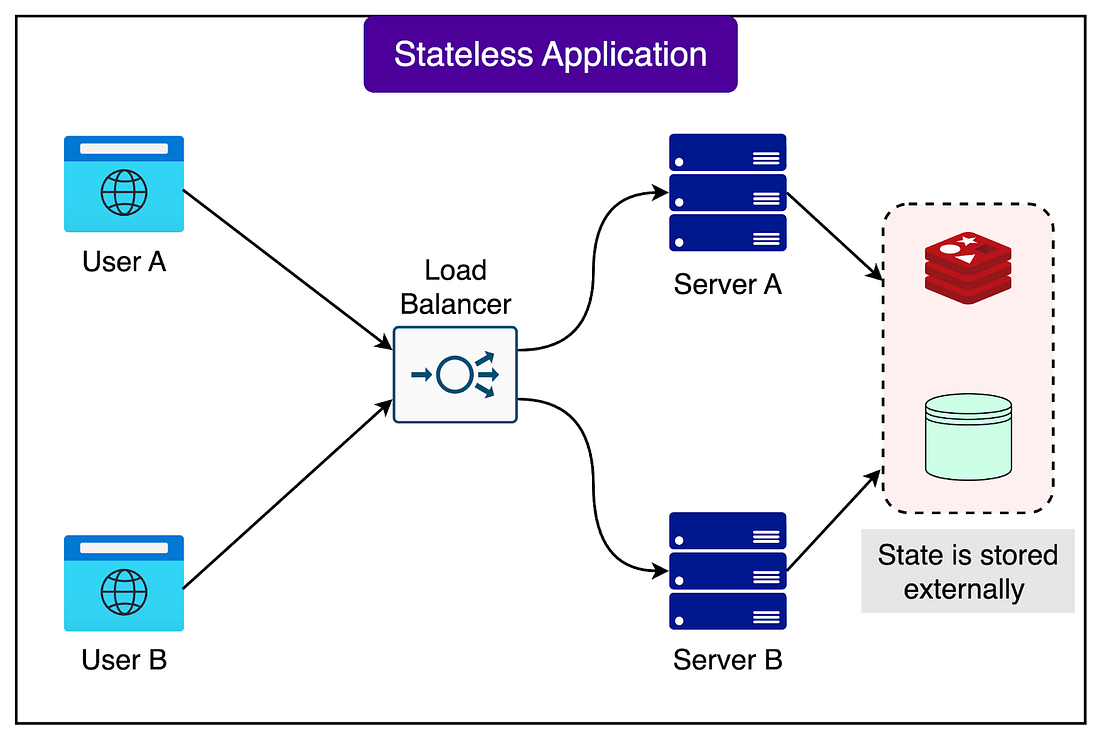 Stateless Application
User A
Load
Balancer
Server A
State is stored
externally
User B
Server B